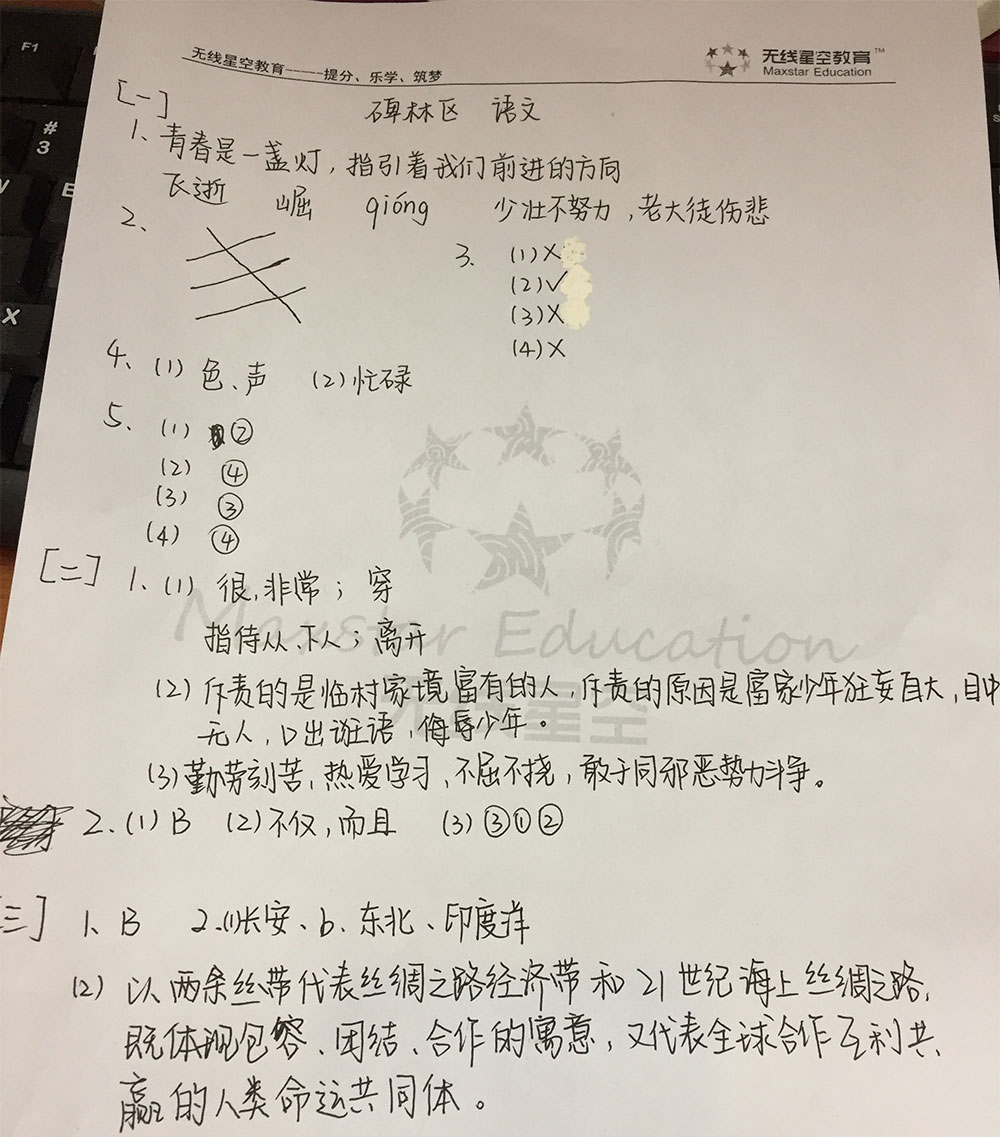 无线星空教育-----提分、乐学、筑梦
无线星空教育™
Maxstar Education
[一]
碑林区 语文
1、青春是一盏灯，指引着我们前进的方向
飞逝 崛 qióng 少壮不努力，老大徒伤悲
2、
3. (1)×
(2)√
(3)×
(4)×
4、(1) 色、声 (2)忙碌
5、(1) ②
(2) ④
(3) ③
(4) ④
[二] 1、(1) 很，非常； 穿
指侍从、下人；离开
(2) 斥责的是临村家境富有的人，斥责的原因是富家少年狂妄自大，目中
无人，口出诳语，侮辱少年。
(3) 勤劳刻苦，热爱学习，不屈不挠，敢于同邪恶势力斗争。
2.(1) B (2)不仅，而且 (3) ③①②
[三] 1、B 2.(1)长安、b、东北、印度洋
(2) 以两条丝带代表丝绸之路经济带和21世纪海上丝绸之路，
既体现包容、团结、合作的寓意，又代表全球合作互利共
赢的人类命运共同体。
Maxstar Education
无线星空
F1
#
3
E
X